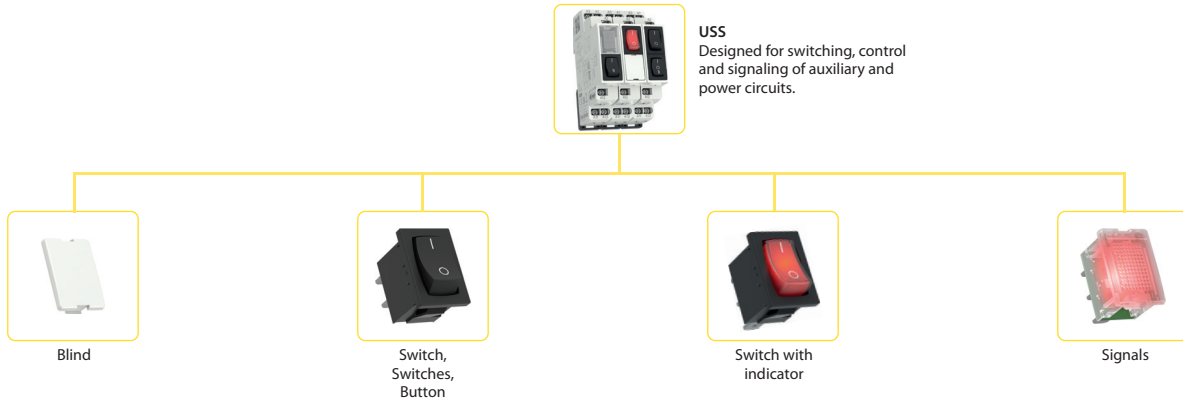 USS
Designed for switching, control
and signaling of auxiliary and
power circuits.
Blind
Switch,
Switches,
Button
Switch with
indicator
Signals